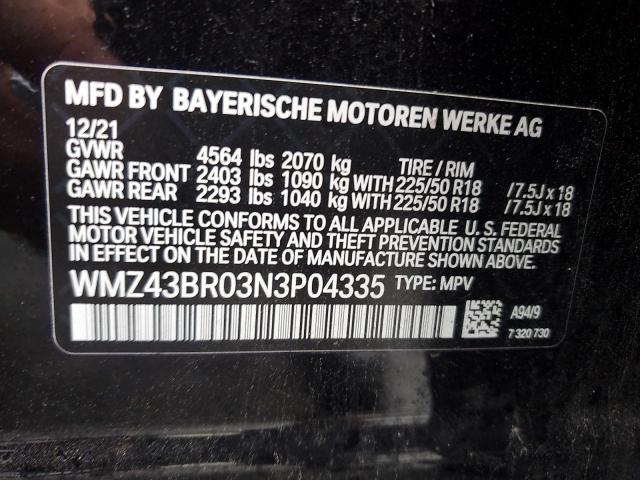 MFD BY BAYERISCHE MOTOREN WERKE AG
12/21
GVWR 4564 lbs 2070 kg TIRE / RIM
GAWR FRONT 2403 lbs 1090 kg WITH 225/50 R18 / 7.5J x 18
GAWR REAR 2293 lbs 1040 kg WITH 225/50 R18 / 7.5J x 18
THIS VEHICLE CONFORMS TO ALL APPLICABLE U. S. FEDERAL
MOTOR VEHICLE SAFETY AND THEFT PREVENTION STANDARDS
IN EFFECT ON THE DATE OF MANUFACTURE SHOWN ABOVE.
WMZ43BR03N3P04335 TYPE: MPV
A94/9
7 320 730